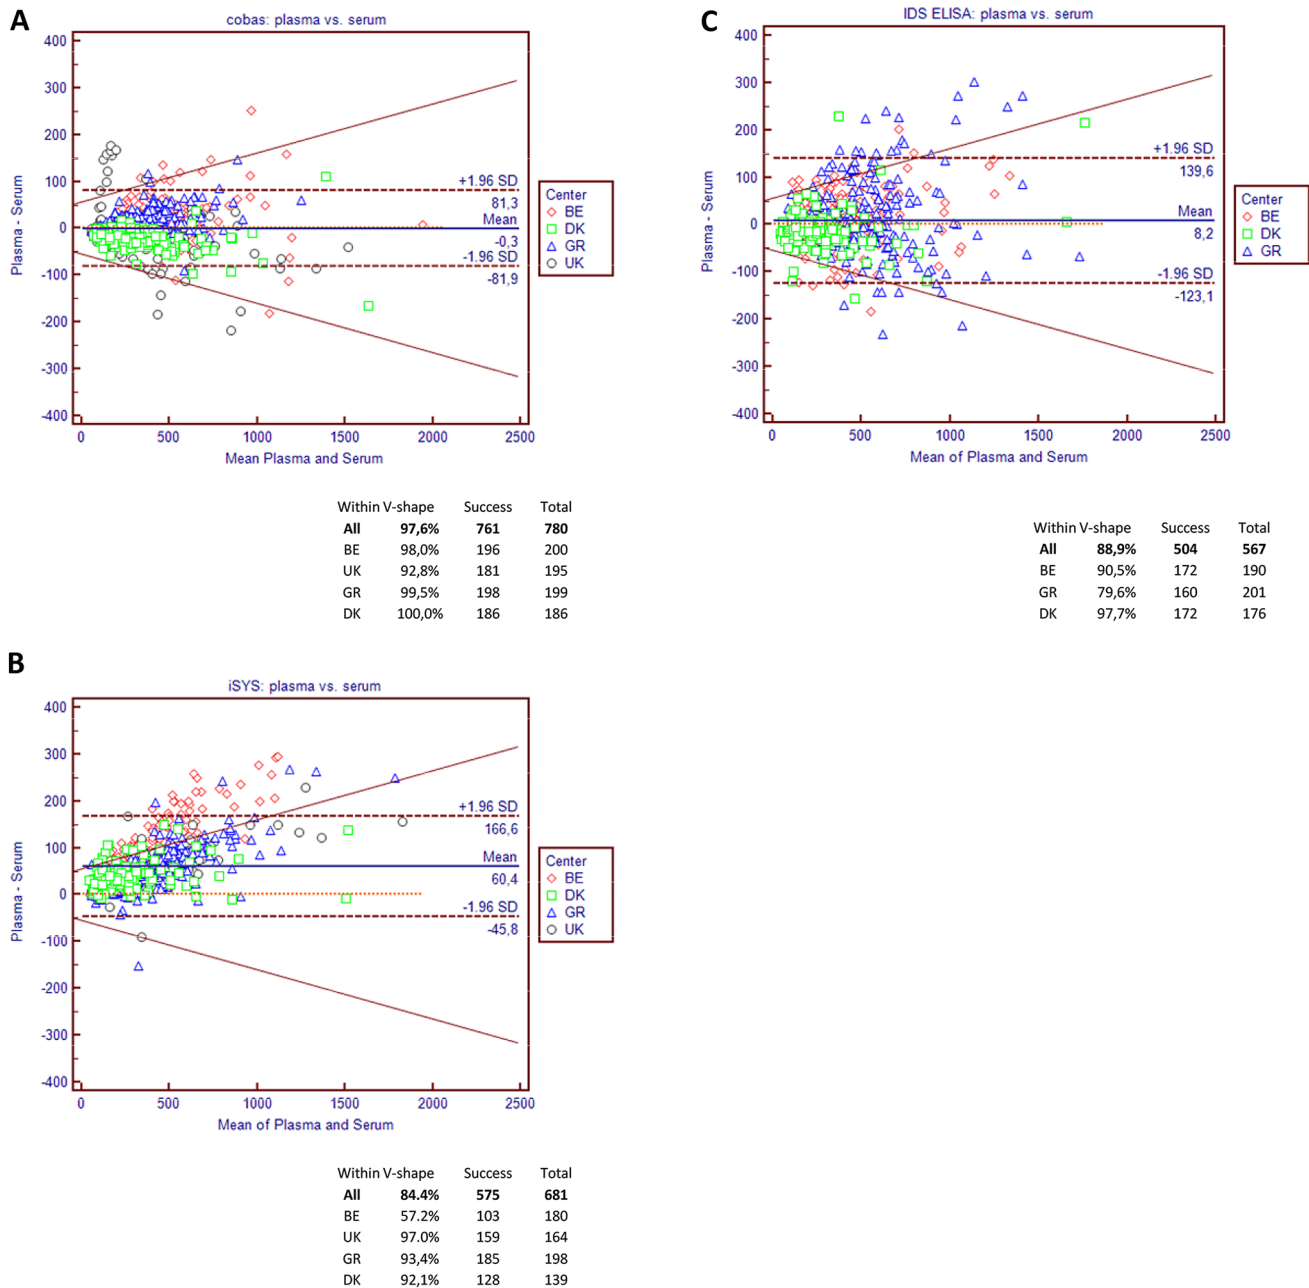 A
cobas: plasma vs. serum
Plasma - Serum
400
300
200
100
0
-100
-200
-300
-400
+1.96 SD
81,3
Mean
-0,3
-1.96 SD
-81,9
0 500 1000 1500 2000 2500
Mean Plasma and Serum
Center
BE
DK
GR
UK
Within V-shape Success Total
All 97,6% 761 780
BE 98,0% 196 200
UK 92,8% 181 195
GR 99,5% 198 199
DK 100,0% 186 186
C
IDS ELISA: plasma vs. serum
Plasma - Serum
400
300
200
100
0
-100
-200
-300
-400
+1.96 SD
139,6
Mean
8,2
-1.96 SD
-123,1
0 500 1000 1500 2000 2500
Mean of Plasma and Serum
Center
BE
DK
GR
Within V-shape Success Total
All 88,9% 504 567
BE 90,5% 172 190
GR 79,6% 160 201
DK 97,7% 172 176
B
iSYS: plasma vs. serum
Plasma - Serum
400
300
200
100
0
-100
-200
-300
-400
+1.96 SD
166,6
Mean
60,4
-1.96 SD
-45,8
0 500 1000 1500 2000 2500
Mean of Plasma and Serum
Center
BE
DK
GR
UK
Within V-shape Success Total
All 84.4% 575 681
BE 57.2% 103 180
UK 97.0% 159 164
GR 93,4% 185 198
DK 92,1% 128 139